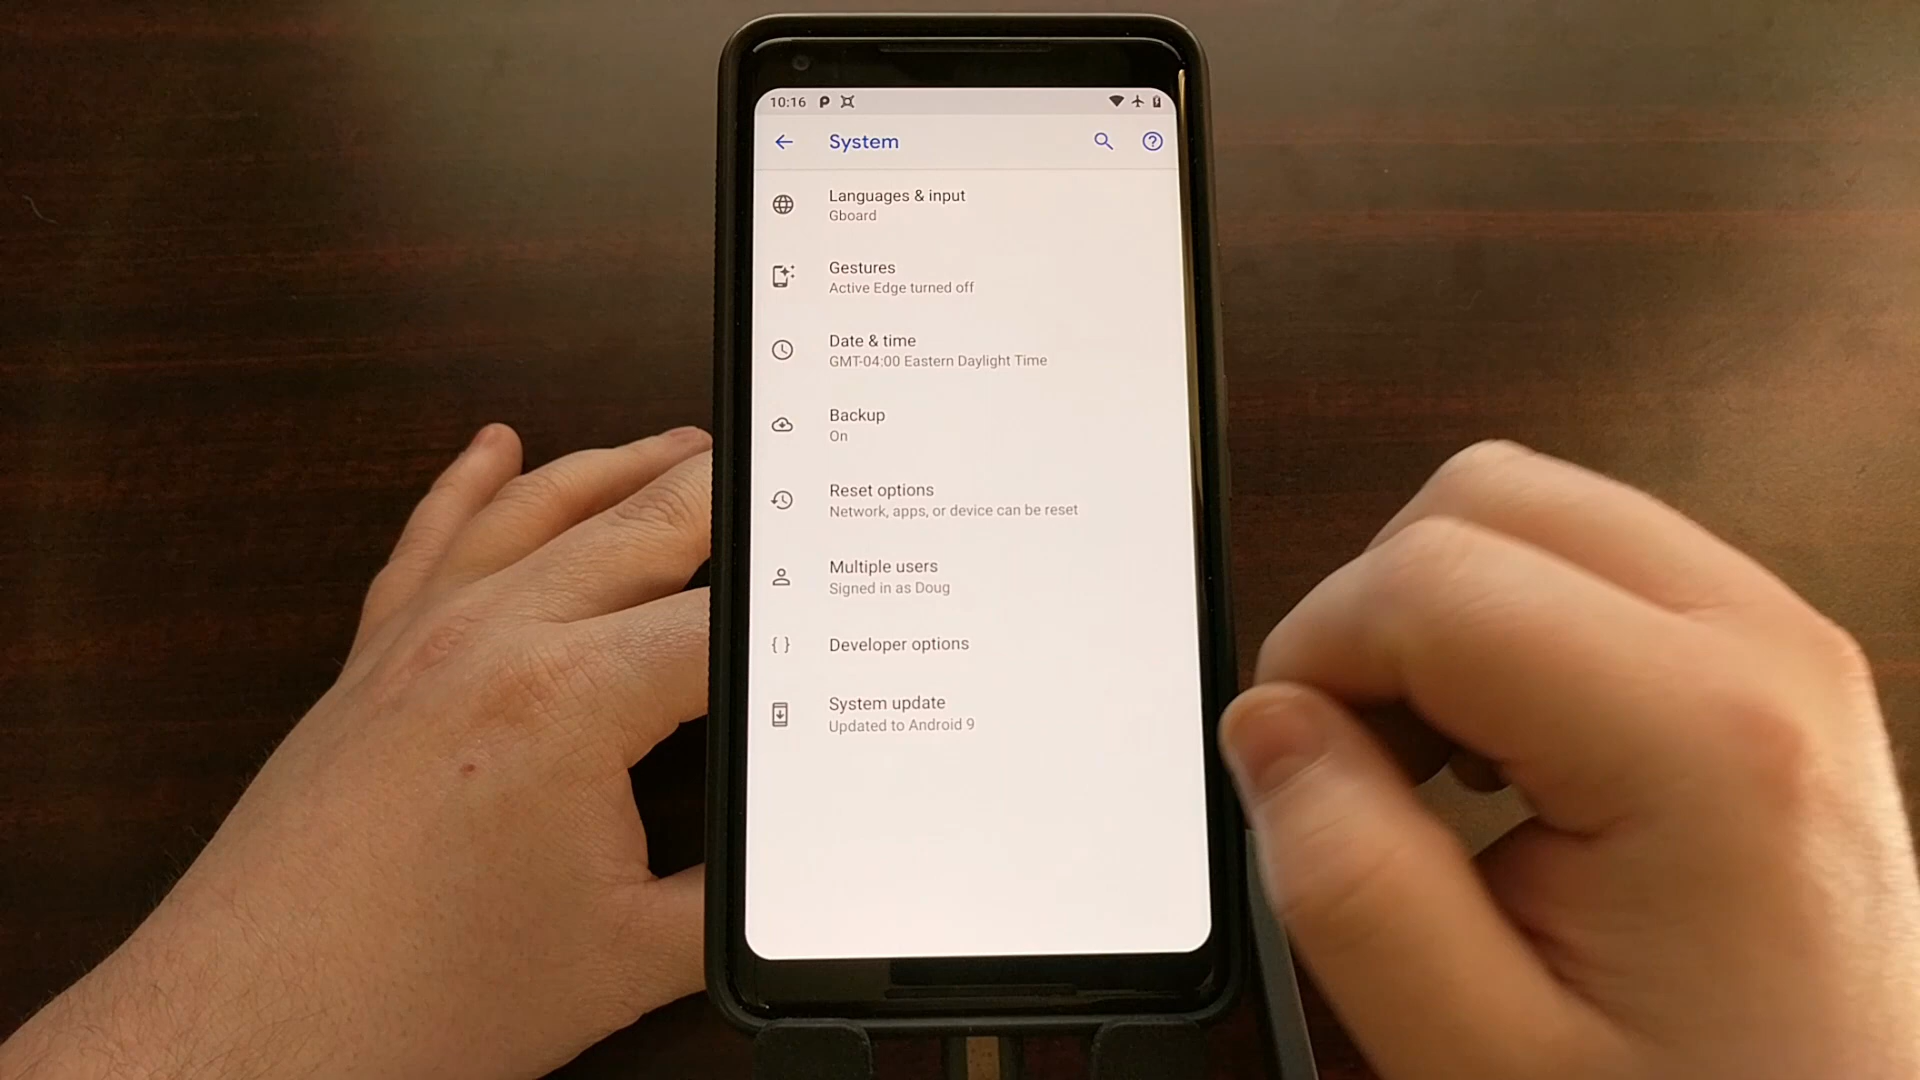 10:16
System
Languages & input
Gboard
Gestures
Active Edge turned off
Date & time
GMT-04:00 Eastern Daylight Time
Backup
On
Reset options
Network, apps, or device can be reset
Multiple users
Signed in as Doug
{ } Developer options
System update
Updated to Android 9